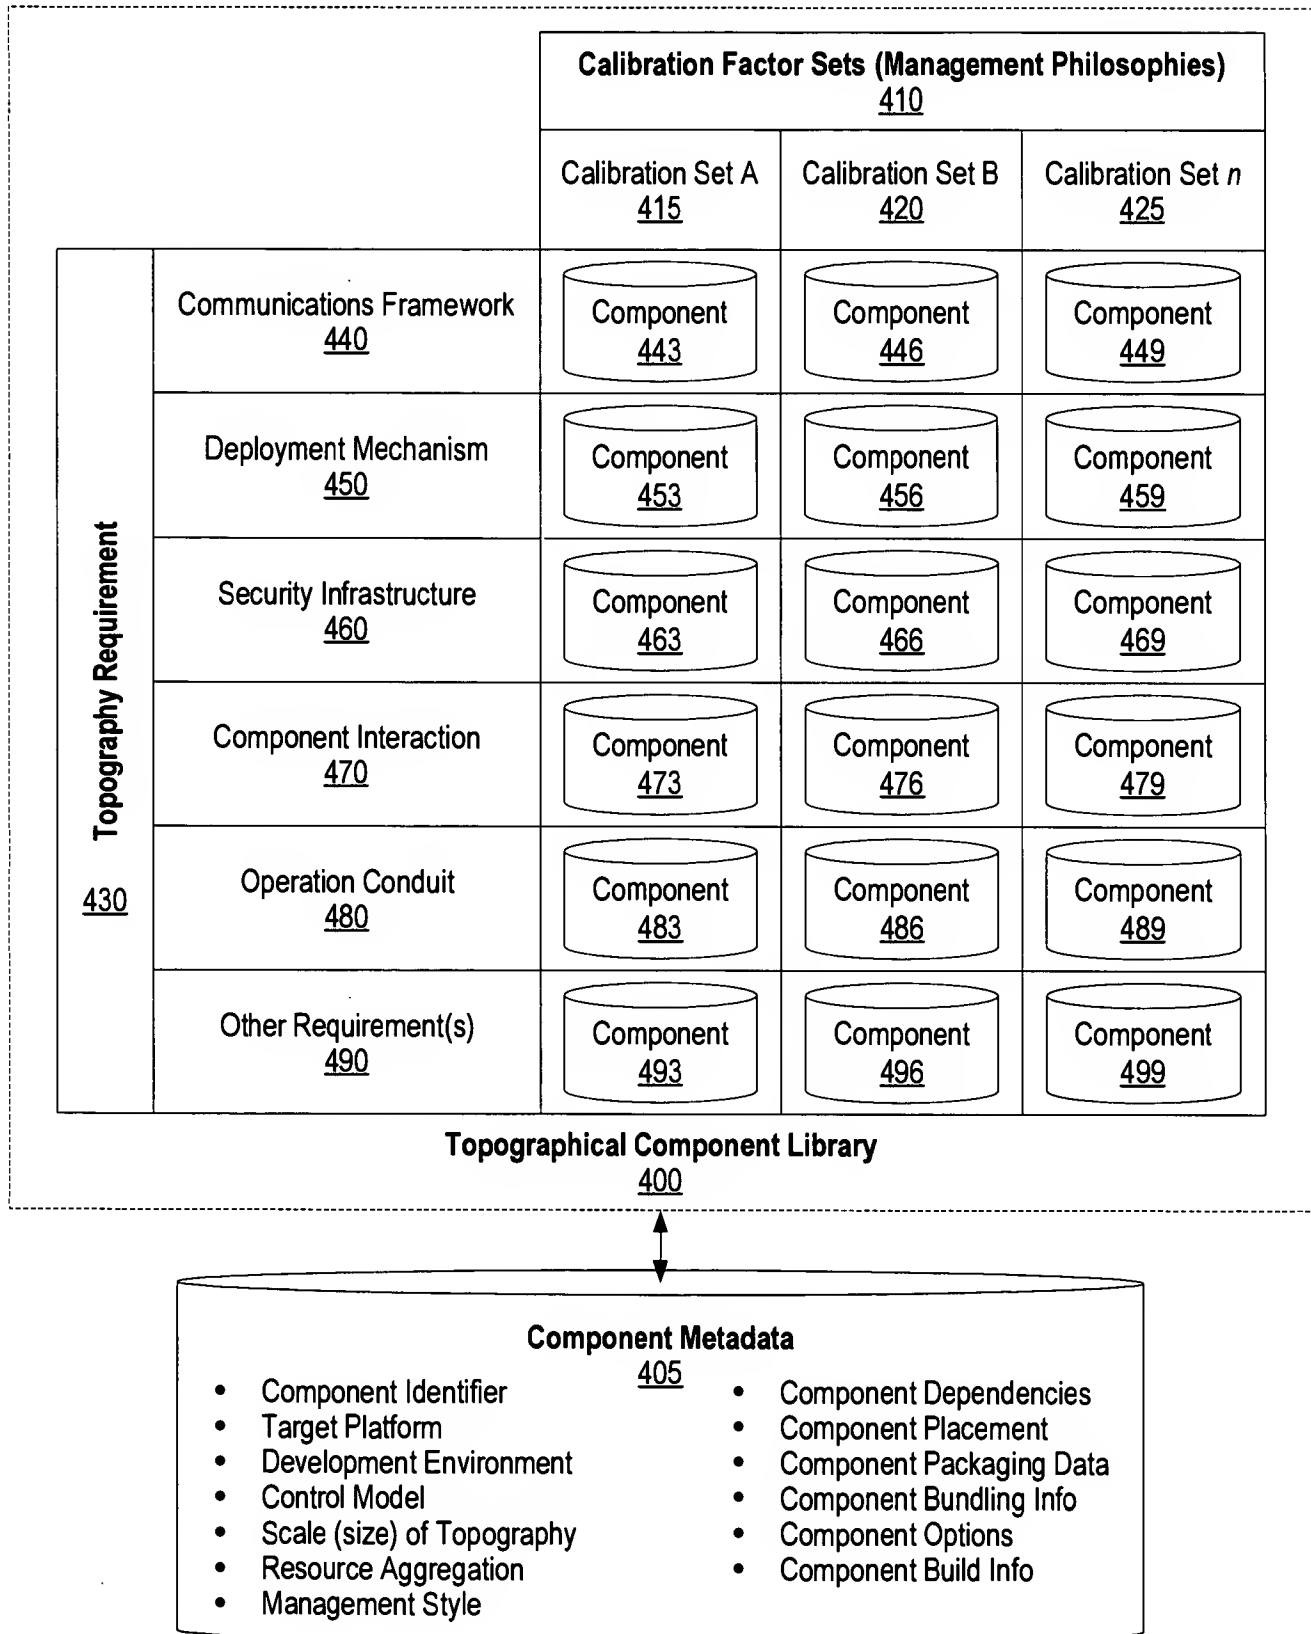 Calibration Factor Sets (Management Philosophies)
410
Calibration Set A
415
Calibration Set B
420
Calibration Set n
425
Topography Requirement
430
Communications Framework
440
Component
443
Component
446
Component
449
Deployment Mechanism
450
Component
453
Component
456
Component
459
Security Infrastructure
460
Component
463
Component
466
Component
469
Component Interaction
470
Component
473
Component
476
Component
479
Operation Conduit
480
Component
483
Component
486
Component
489
Other Requirement(s)
490
Component
493
Component
496
Component
499
Topographical Component Library
400
Component Metadata
405
• Component Identifier
• Target Platform
• Development Environment
• Control Model
• Scale (size) of Topography
• Resource Aggregation
• Management Style
• Component Dependencies
• Component Placement
• Component Packaging Data
• Component Bundling Info
• Component Options
• Component Build Info